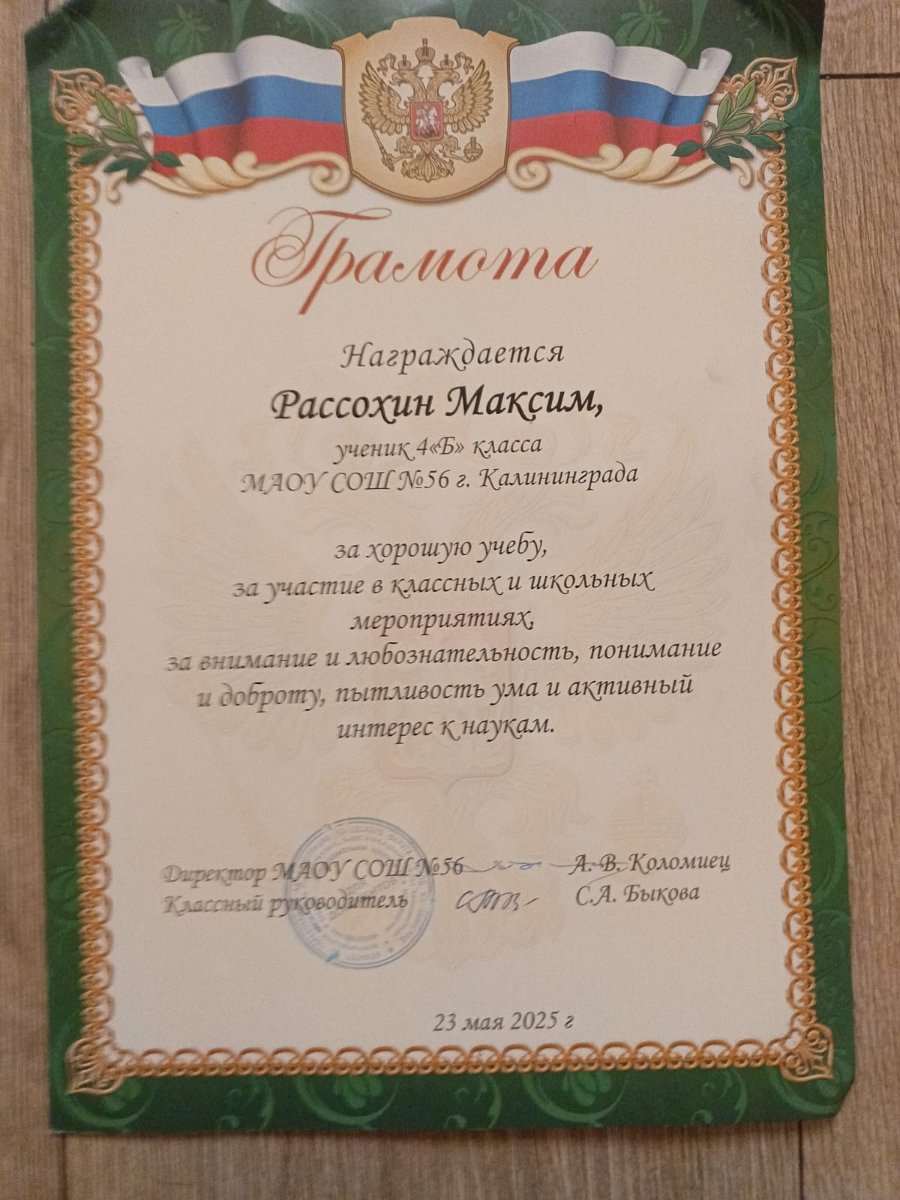 Грамота
Награждается
Рассохин Максим,
ученик 4«Б» класса
МАОУ СОШ №56 г. Калининграда
за хорошую учебу,
за участие в классных и школьных
мероприятиях,
за внимание и любознательность, понимание
и доброту, пытливость ума и активный
интерес к наукам.
Директор МАОУ СОШ №56 А. В. Коломиец
Классный руководитель С.А. Быкова
23 мая 2025 г